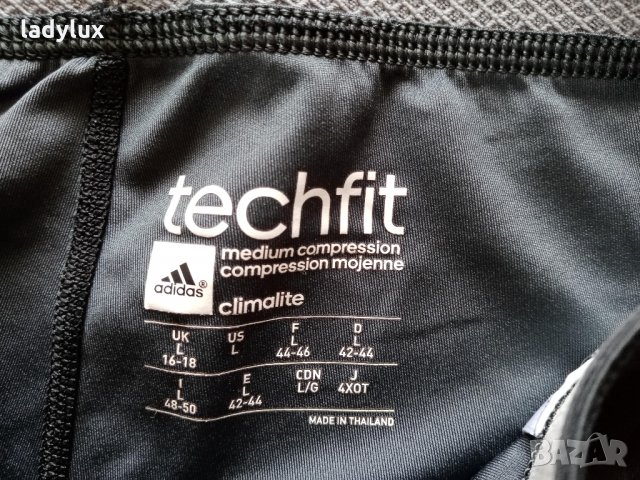 ladylux
techfit
medium compression
compression mojenne
adidas®
climalite
UK US F D
L L L L
16-18 44-46 42-44
I E CDN J
L L L/G 4XOT
48-50 42-44
MADE IN THAILAND
BAZAR